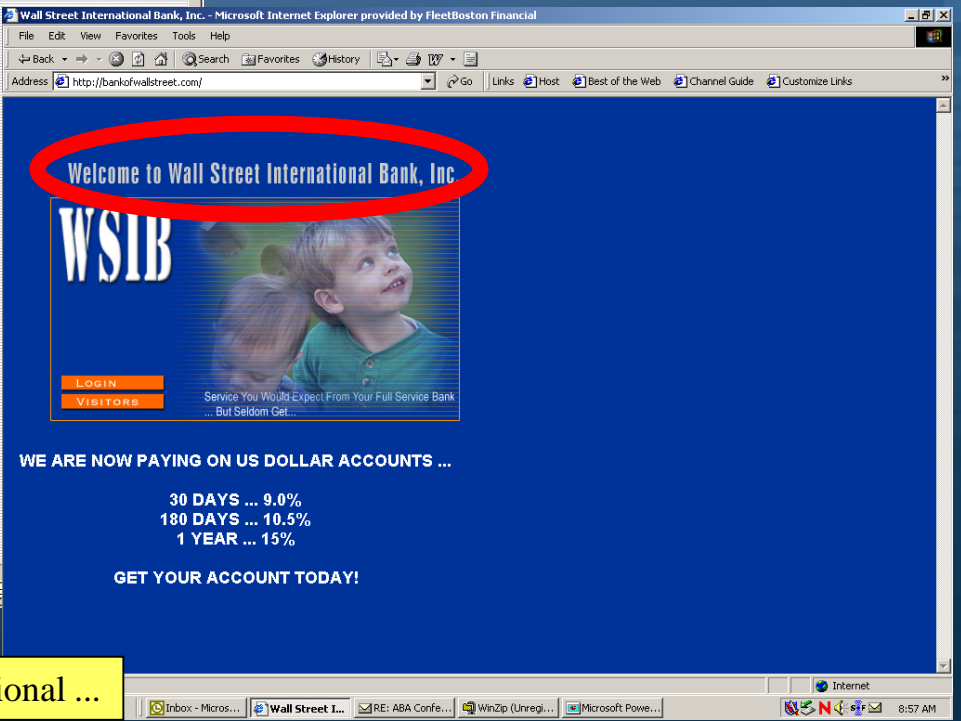 Wall Street International Bank, Inc. - Microsoft Internet Explorer provided by FleetBoston Financial
File Edit View Favorites Tools Help
Back Search Favorites History
Address http://bankofwallstreet.com/ Go Links Host Best of the Web Channel Guide Customize Links »
Welcome to Wall Street International Bank, Inc.
WSIB
LOGIN
VISITORS
Service You Would Expect From Your Full Service Bank
... But Seldom Get...
WE ARE NOW PAYING ON US DOLLAR ACCOUNTS ...
30 DAYS ... 9.0%
180 DAYS ... 10.5%
1 YEAR ... 15%
GET YOUR ACCOUNT TODAY!
ional ...
Internet
Inbox - Micros... Wall Street I... RE: ABA Confe... WinZip (Unregi... Microsoft Powe... N 8:57 AM